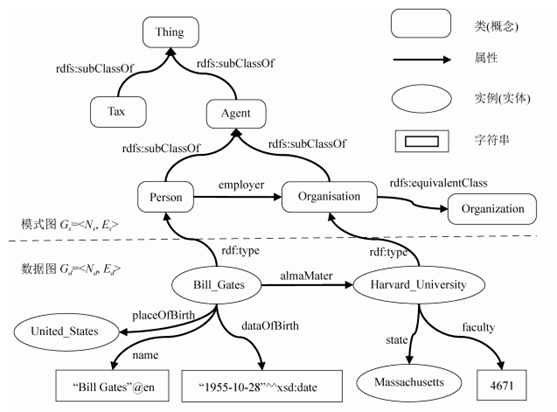 Thing
类(概念)
rdfs:subClassOf
rdfs:subClassOf
属性
Tax
Agent
实例(实体)
rdfs:subClassOf
rdfs:subClassOf
字符串
employer
rdfs:equivalentClass
Person
Organisation
Organization
模式图 Gs=<Ns, Es>
rdf:type
rdf:type
数据图 Gd=<Nd, Ed>
almaMater
Bill_Gates
Harvard_University
placeOfBirth
dataOfBirth
United_States
state
faculty
name
"Bill Gates"@en
"1955-10-28"^^xsd:date
Massachusetts
4671